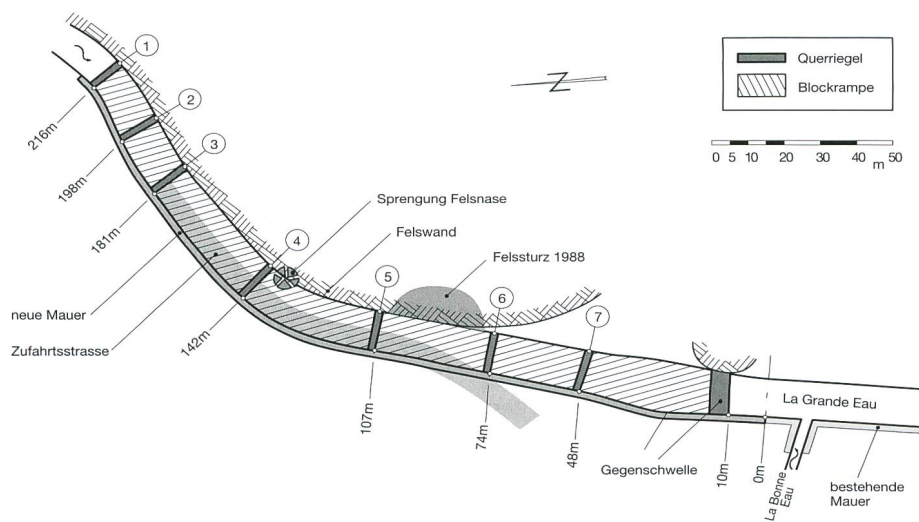 1
2
3
4
5
6
7
216m
198m
181m
142m
107m
74m
48m
10m
0m
neue Mauer
Zufahrtsstrasse
Sprengung Felsnase
Felswand
Felssturz 1988
N
Querriegel
Blockrampe
0 5 10 15 20 30 40 50
m
La Grande Eau
Gegenschwelle
La Bonne
Eau
bestehende
Mauer